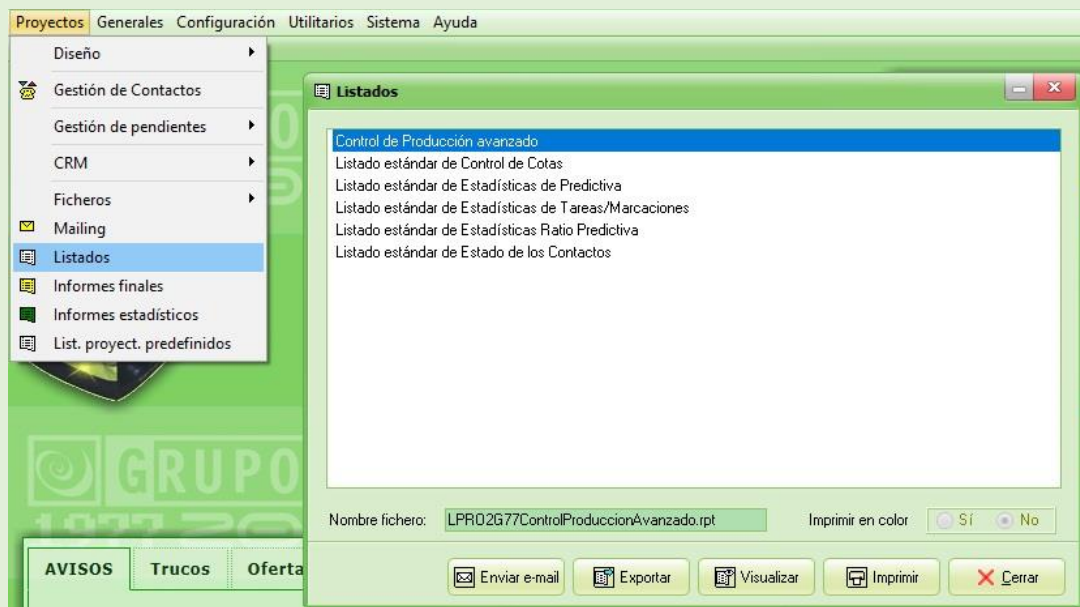 Proyectos Generales Configuración Utilitarios Sistema Ayuda
Diseño
Gestión de Contactos
Gestión de pendientes
CRM
Ficheros
Mailing
Listados
Informes finales
Informes estadísticos
List. proyect. predefinidos
Listados
Control de Producción avanzado
Listado estándar de Control de Cotas
Listado estándar de Estadísticas de Predictiva
Listado estándar de Estadísticas de Tareas/Marcaciones
Listado estándar de Estadísticas Ratio Predictiva
Listado estándar de Estado de los Contactos
Nombre fichero: LPRO2G77ControlProduccionAvanzado.rpt Imprimir en color Sí No
Enviar e-mail Exportar Visualizar Imprimir Cerrar
GRUPO
1977
AVISOS Trucos Oferta